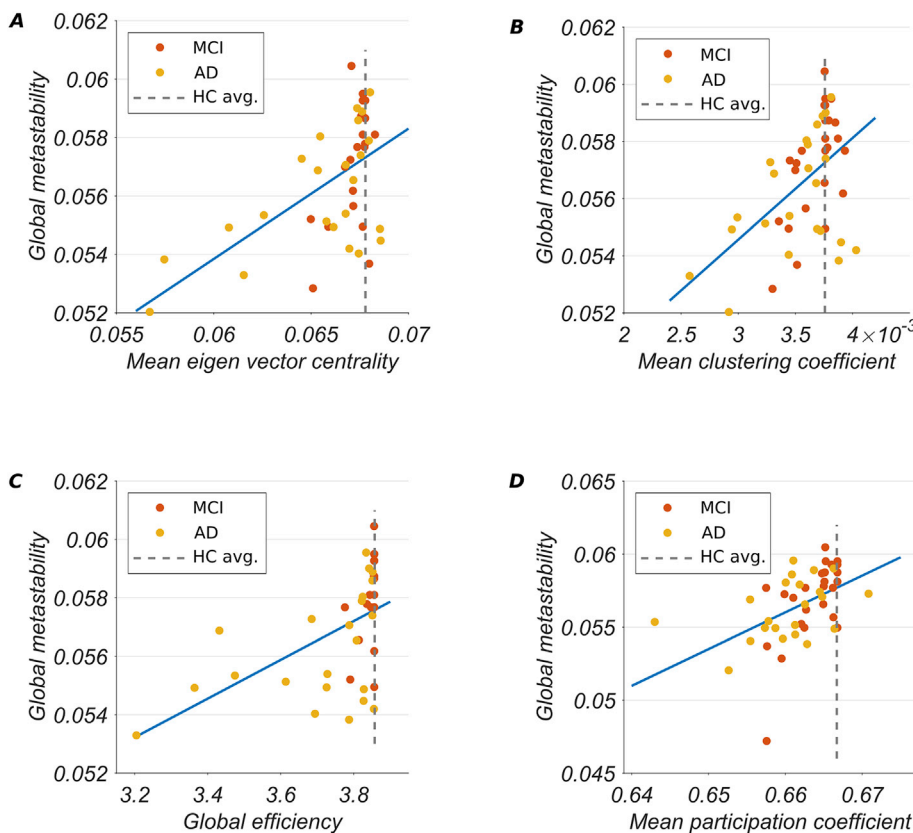 A
0.062
0.06
0.058
0.056
0.054
0.052
Global metastability
MCI
AD
HC avg.
0.055
0.06
0.065
0.07
Mean eigen vector centrality
B
0.062
0.06
0.058
0.056
0.054
0.052
Global metastability
MCI
AD
HC avg.
2
2.5
3
3.5
4×10⁻³
Mean clustering coefficient
C
0.062
0.06
0.058
0.056
0.054
0.052
Global metastability
MCI
AD
HC avg.
3.2
3.4
3.6
3.8
Global efficiency
D
0.065
0.06
0.055
0.05
0.045
Global metastability
MCI
AD
HC avg.
0.64
0.65
0.66
0.67
Mean participation coefficient